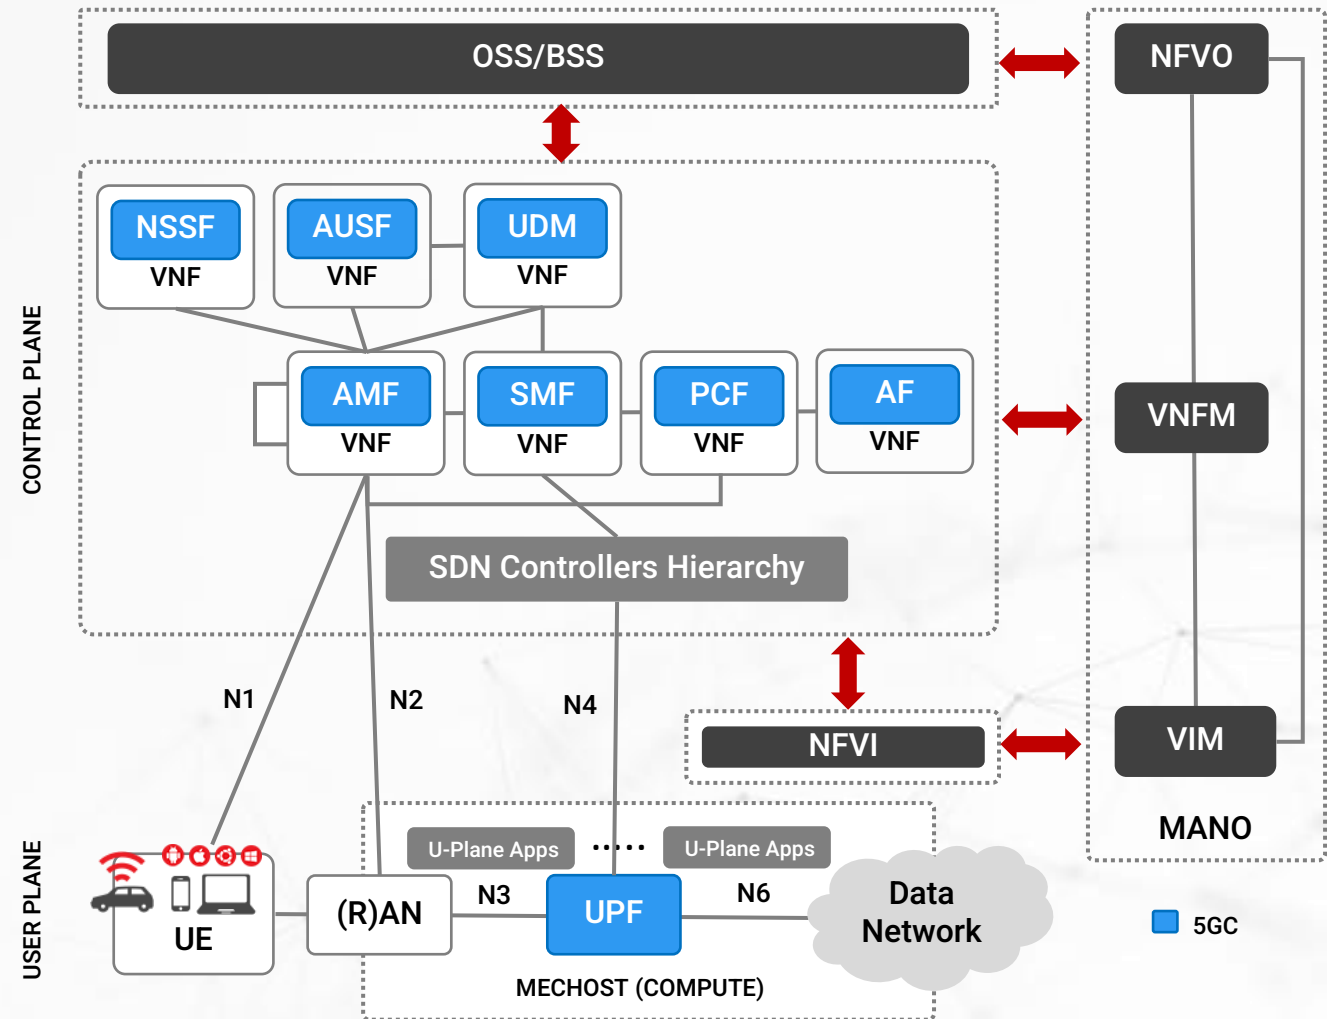 OSS/BSS
NFVO
NSSF
VNF
AUSF
VNF
UDM
VNF
CONTROL PLANE
AMF
VNF
SMF
VNF
PCF
VNF
AF
VNF
VNFM
SDN Controllers Hierarchy
N1
N2
N4
NFVI
VIM
MANO
USER PLANE
U-Plane Apps
.....
U-Plane Apps
UE
(R)AN
N3
UPF
N6
Data
Network
5GC
MECHOST (COMPUTE)